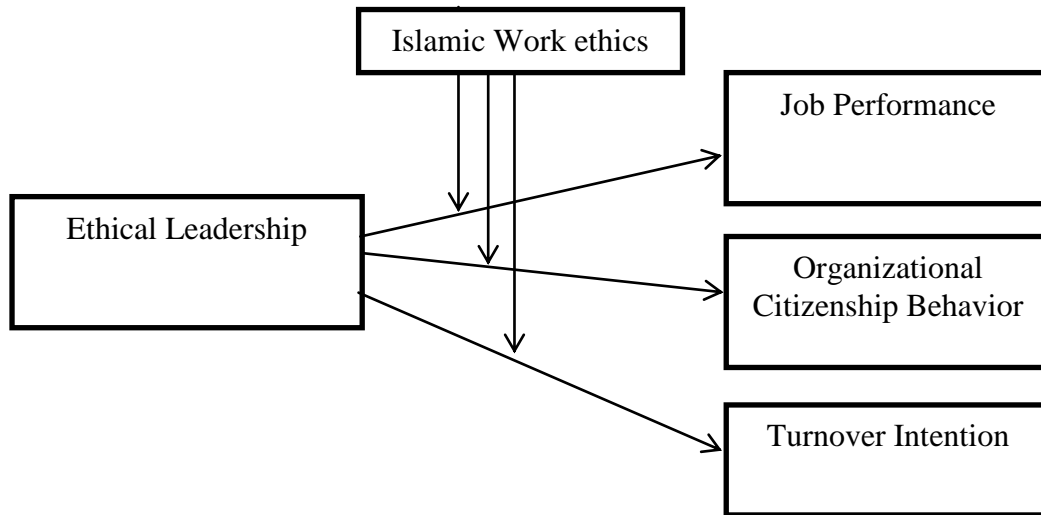 Islamic Work ethics
Job Performance
Ethical Leadership
Organizational
Citizenship Behavior
Turnover Intention